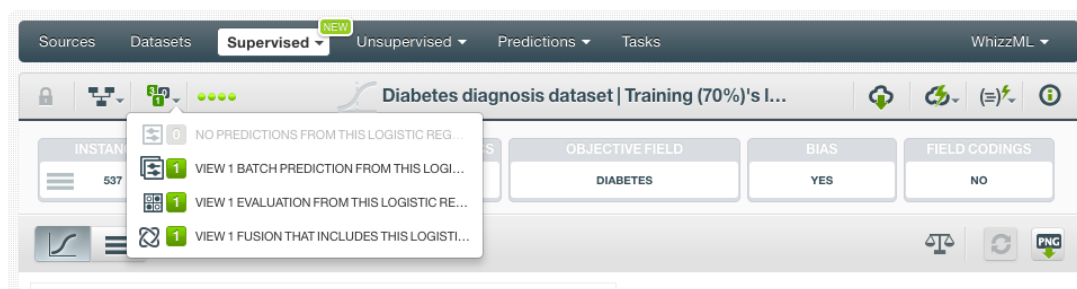 NEW
Sources Datasets Supervised Unsupervised Predictions Tasks WhizzML
Diabetes diagnosis dataset | Training (70%)'s l...
0 NO PREDICTIONS FROM THIS LOGISTIC REG...
1 VIEW 1 BATCH PREDICTION FROM THIS LOGI...
1 VIEW 1 EVALUATION FROM THIS LOGISTIC RE...
1 VIEW 1 FUSION THAT INCLUDES THIS LOGISTI...
OBJECTIVE FIELD BIAS FIELD CODINGS
537 DIABETES YES NO
PNG